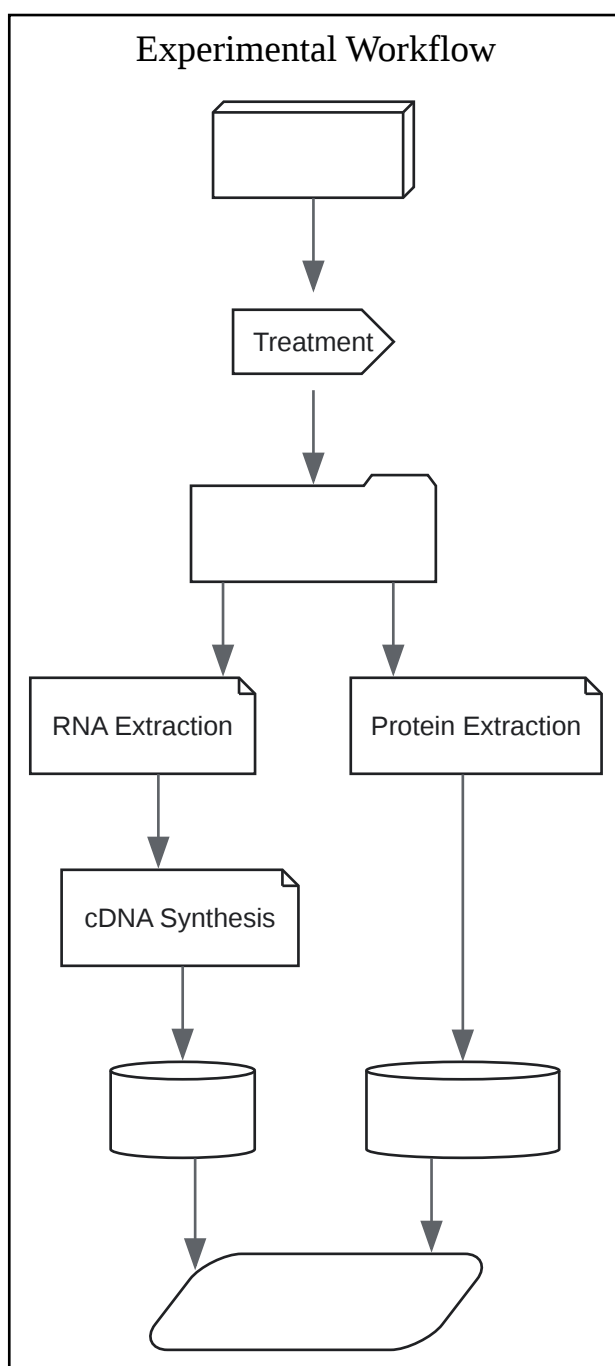 Experimental Workflow
Treatment
RNA Extraction
Protein Extraction
cDNA Synthesis